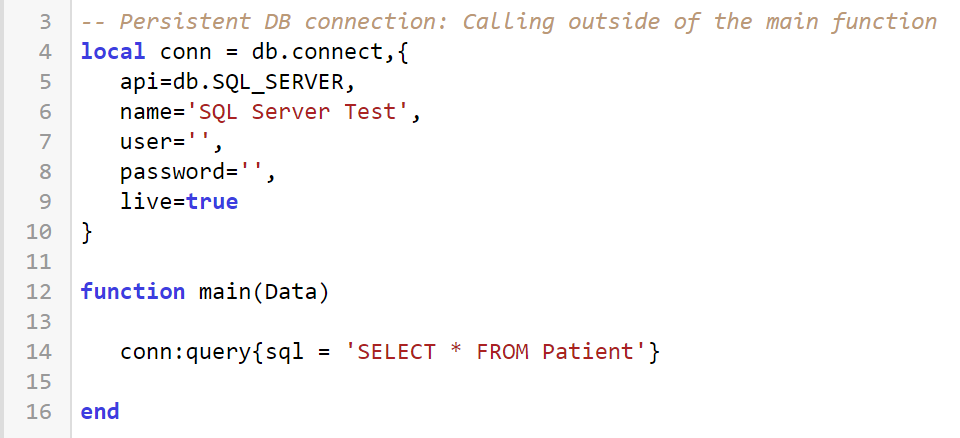 3 -- Persistent DB connection: Calling outside of the main function
4 local conn = db.connect,{
5    api=db.SQL_SERVER,
6    name='SQL Server Test',
7    user='',
8    password='',
9    live=true
10 }
11
12 function main(Data)
13
14    conn:query{sql = 'SELECT * FROM Patient'}
15
16 end